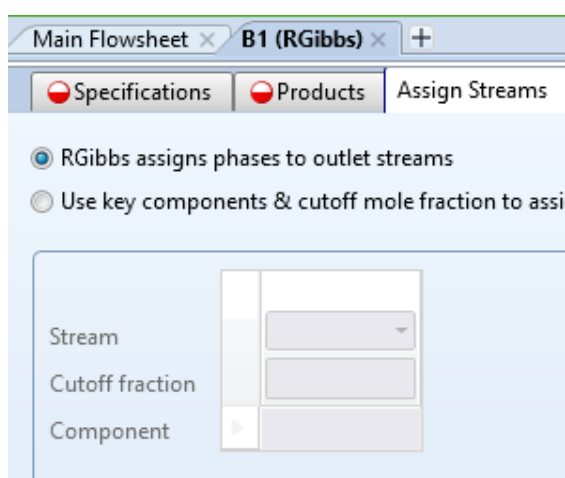 Main Flowsheet × B1 (RGibbs) × +
Specifications Products Assign Streams
RGibbs assigns phases to outlet streams
Use key components & cutoff mole fraction to assi
Stream
Cutoff fraction
Component